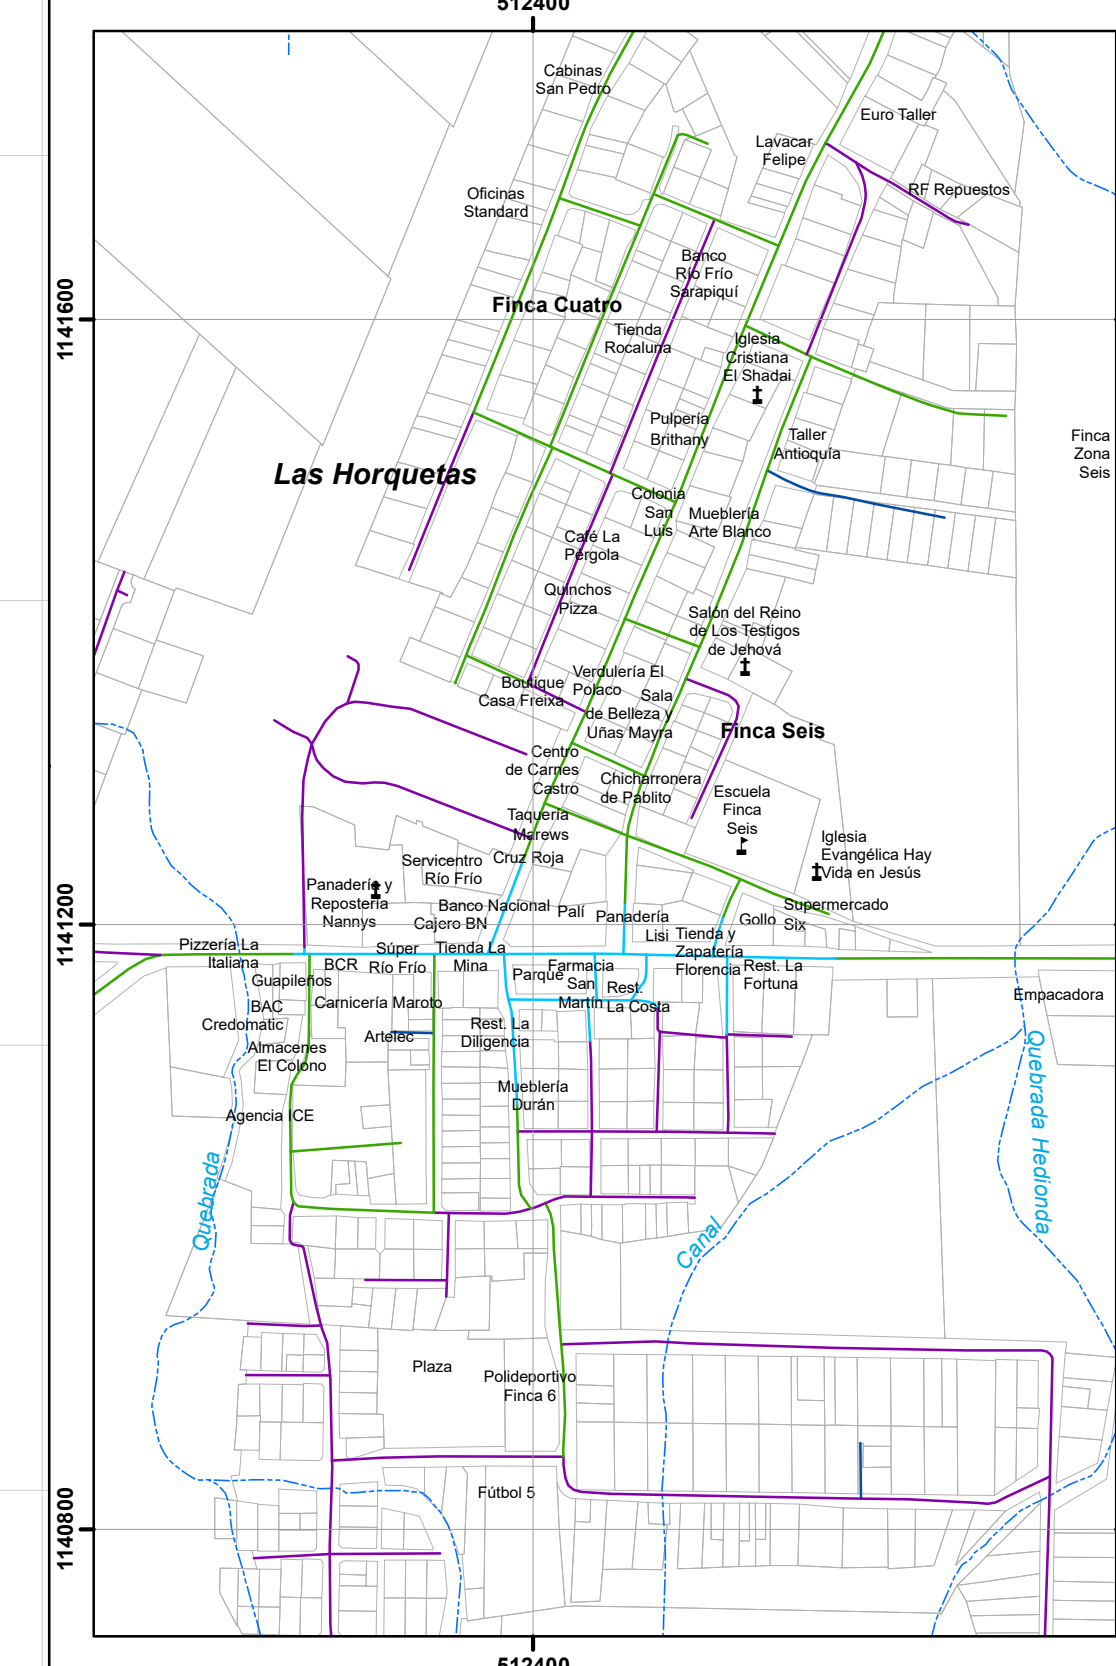 512400
Cabinas
San Pedro
Euro Taller
Lavacar
Felipe
RF Repuestos
Oficinas
Standard
Banco
Río Frío
Sarapiquí
Finca Cuatro
1141600
Tienda
Rocaluna
Iglesia
Cristiana
El Shadai
Pulpería
Brithany
Taller
Antioquía
Finca
Zona
Seis
Las Horquetas
Colonia
San
Luis
Mueblería
Arte Blanco
Café La
Pérgola
Quinchos
Pizza
Salón del Reino
de Los Testigos
de Jehová
Verdulería El
Polaco
Boutique
Casa Freixa
Sala
de Belleza y
Uñas Mayra
Finca Seis
Centro
de Carnes
Castro
Chicharronera
de Pablito
Escuela
Finca
Seis
Taquería
Marews
Cruz Roja
Iglesia
Evangélica Hay
Vida en Jesús
Servicentro
Río Frío
Panadería y
Repostería
Nannys
Banco Nacional
Cajero BN
Palí
Panadería
Lisi
Gollo
Supermercado
Six
1141200
Pizzería La
Italiana
Súper
Río Frío
Tienda La
Mina
Tienda y
Zapatería
Florencia
BCR
Guapileños
Parque
Farmacia
San
Martín
Rest.
La Costa
Rest. La
Fortuna
Empacadora
BAC
Credomatic
Carnicería Maroto
Artelec
Rest. La
Diligencia
Almacenes
El Colono
Mueblería
Durán
Agencia ICE
Quebrada
Canal
Quebrada Hedionda
Plaza
Polideportivo
Finca 6
Fútbol 5
1140800
512400